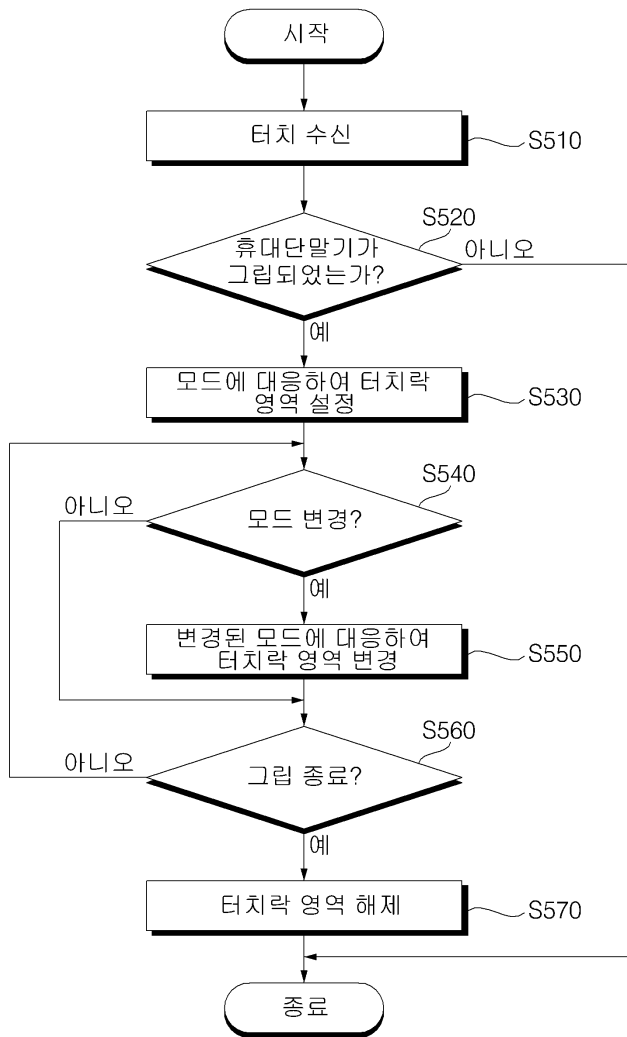 시작
터치 수신
S510
S520
휴대단말기가
그립되었는가?
아니오
예
모드에 대응하여 터치락
영역 설정
S530
S540
아니오
모드 변경?
예
변경된 모드에 대응하여
터치락 영역 변경
S550
S560
아니오
그립 종료?
예
터치락 영역 해제
S570
종료